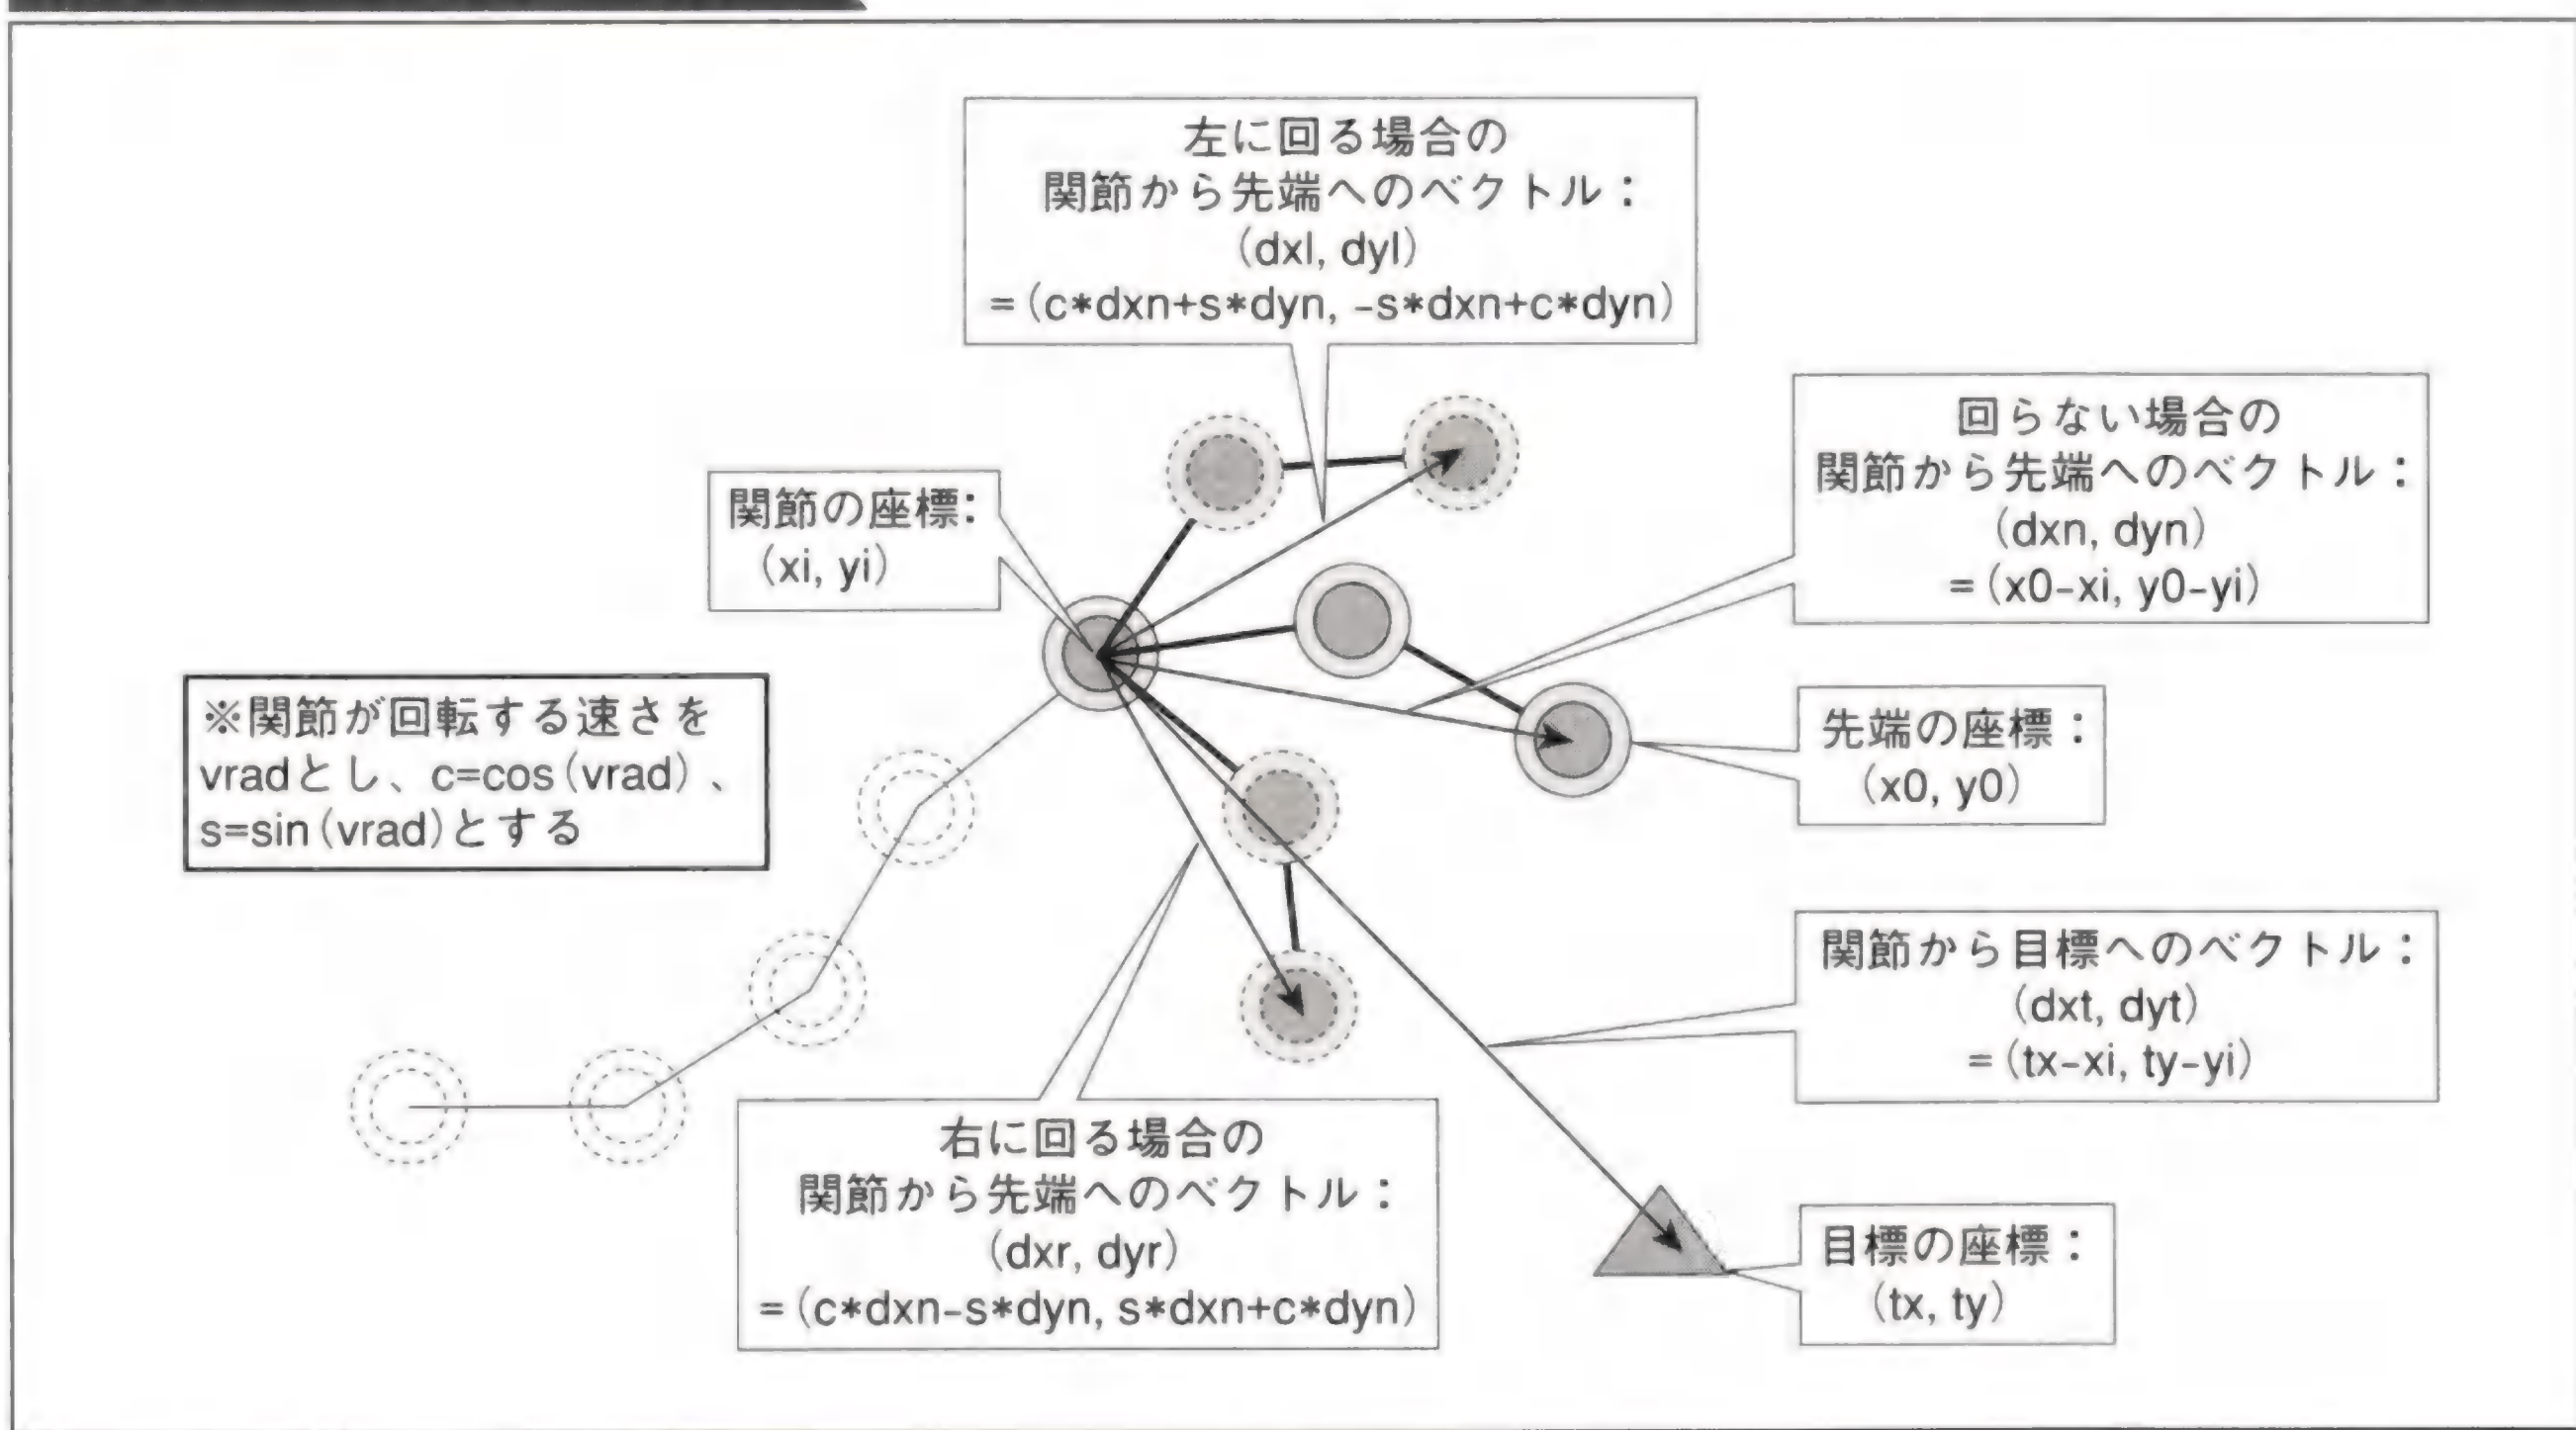 左に回る場合の
関節から先端へのベクトル：
(dxl, dyl)
=(c*dxn+s*dyn, -s*dxn+c*dyn)
回らない場合の
関節から先端へのベクトル：
(dxn, dyn)
=(x0-xi, y0-yi)
関節の座標：
(xi, yi)
※関節が回転する速さを
vradとし、c=cos(vrad)、
s=sin(vrad)とする
先端の座標：
(x0, y0)
関節から目標へのベクトル：
(dxt, dyt)
=(tx-xi, ty-yi)
右に回る場合の
関節から先端へのベクトル：
(dxr, dyr)
=(c*dxn-s*dyn, s*dxn+c*dyn)
目標の座標：
(tx, ty)